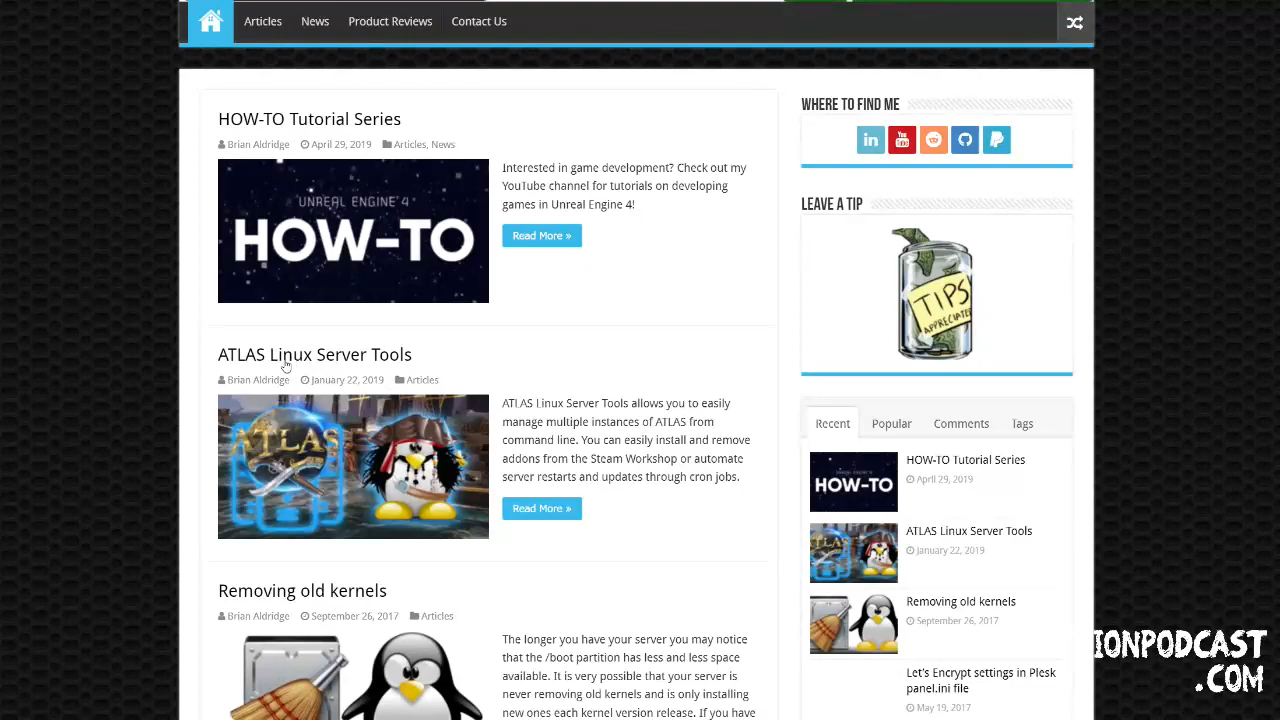 Articles News Product Reviews Contact Us
HOW-TO Tutorial Series
Brian Aldridge April 29, 2019 Articles, News
UNREAL ENGINE 4
HOW-TO
Interested in game development? Check out my
YouTube channel for tutorials on developing
games in Unreal Engine 4!
Read More »
ATLAS Linux Server Tools
Brian Aldridge January 22, 2019 Articles
ATLAS
ATLAS Linux Server Tools allows you to easily
manage multiple instances of ATLAS from
command line. You can easily install and remove
addons from the Steam Workshop or automate
server restarts and updates through cron jobs.
Read More »
Removing old kernels
Brian Aldridge September 26, 2017 Articles
The longer you have your server you may notice
that the /boot partition has less and less space
available. It is very possible that your server is
never removing old kernels and is only installing
new ones each kernel version release. If you have
WHERE TO FIND ME
in
You Tube
LEAVE A TIP
TIPS
APPRECIATED
Recent Popular Comments Tags
HOW-TO
HOW-TO Tutorial Series
April 29, 2019
ATLAS
ATLAS Linux Server Tools
January 22, 2019
Removing old kernels
September 26, 2017
Let's Encrypt settings in Plesk
panel.ini file
May 19, 2017
IONPODCAST
.COM